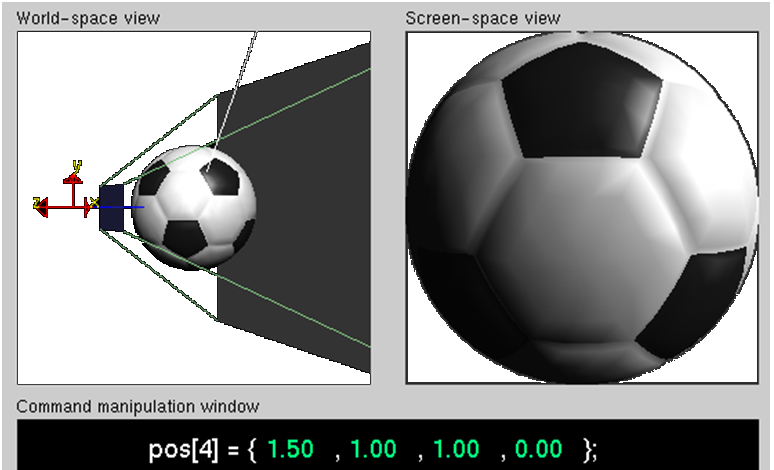 World-space view
Screen-space view
y
z
x
Command manipulation window
pos[4] = { 1.50 , 1.00 , 1.00 , 0.00 };